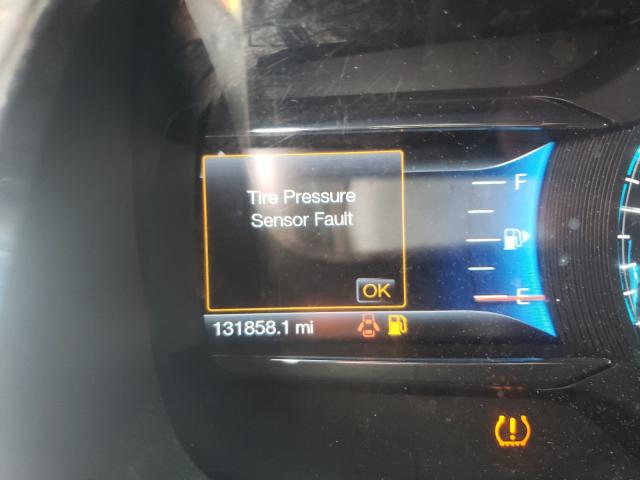 Tire Pressure
Sensor Fault
OK
131858.1 mi
F
E